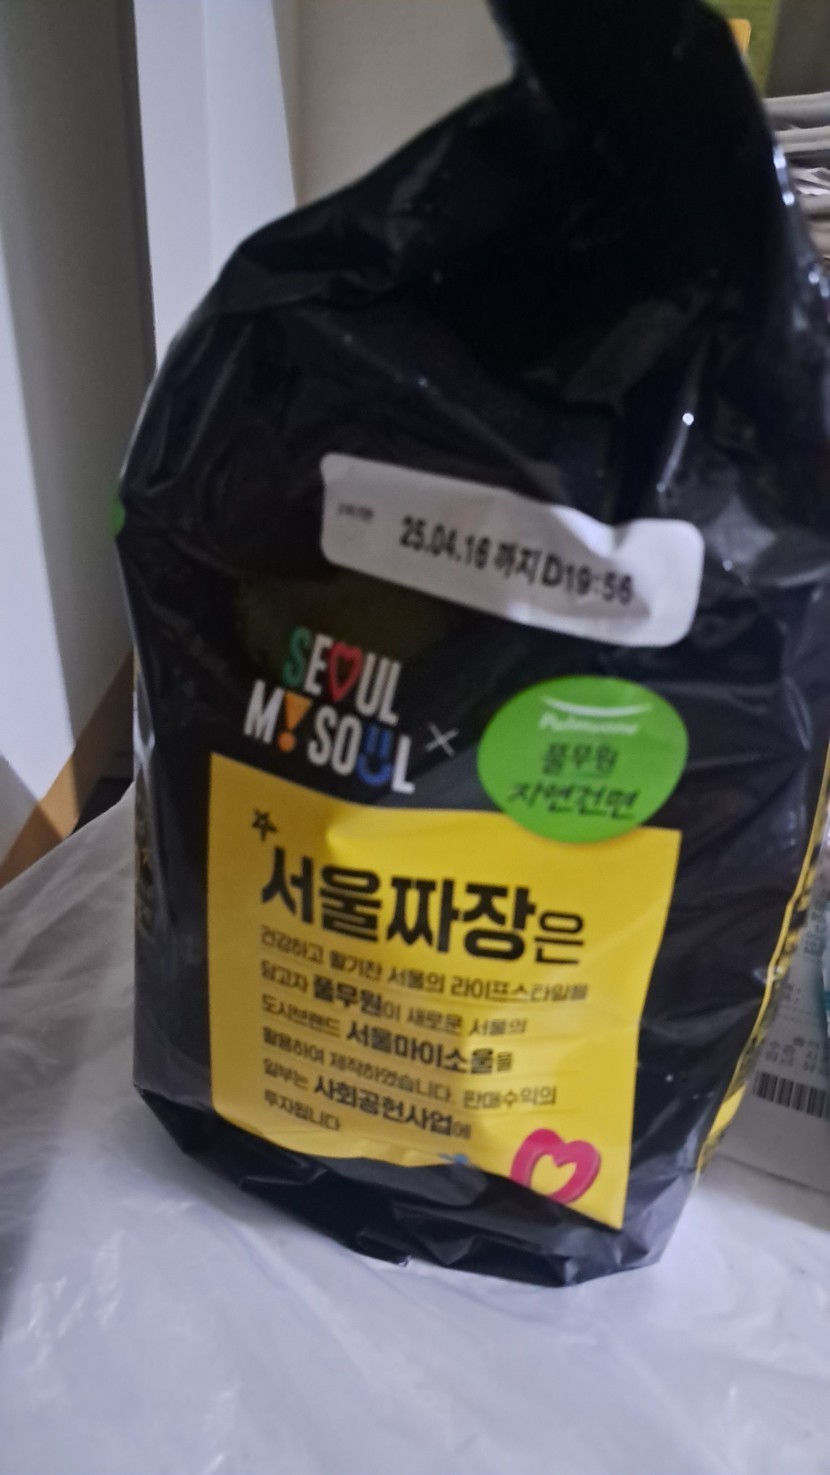 25.04.16 까지 D19:56
SEOUL
MY SOUL
×
Pulmuone
풀무원
자연건면
서울짜장은
건강하고 활기찬 서울의 라이프스타일을
담고자 풀무원이 새로운 서울의
도시브랜드 서울마이소울을
활용하여 제작하였습니다. 판매수익의
일부는 사회공헌사업에
투자됩니다